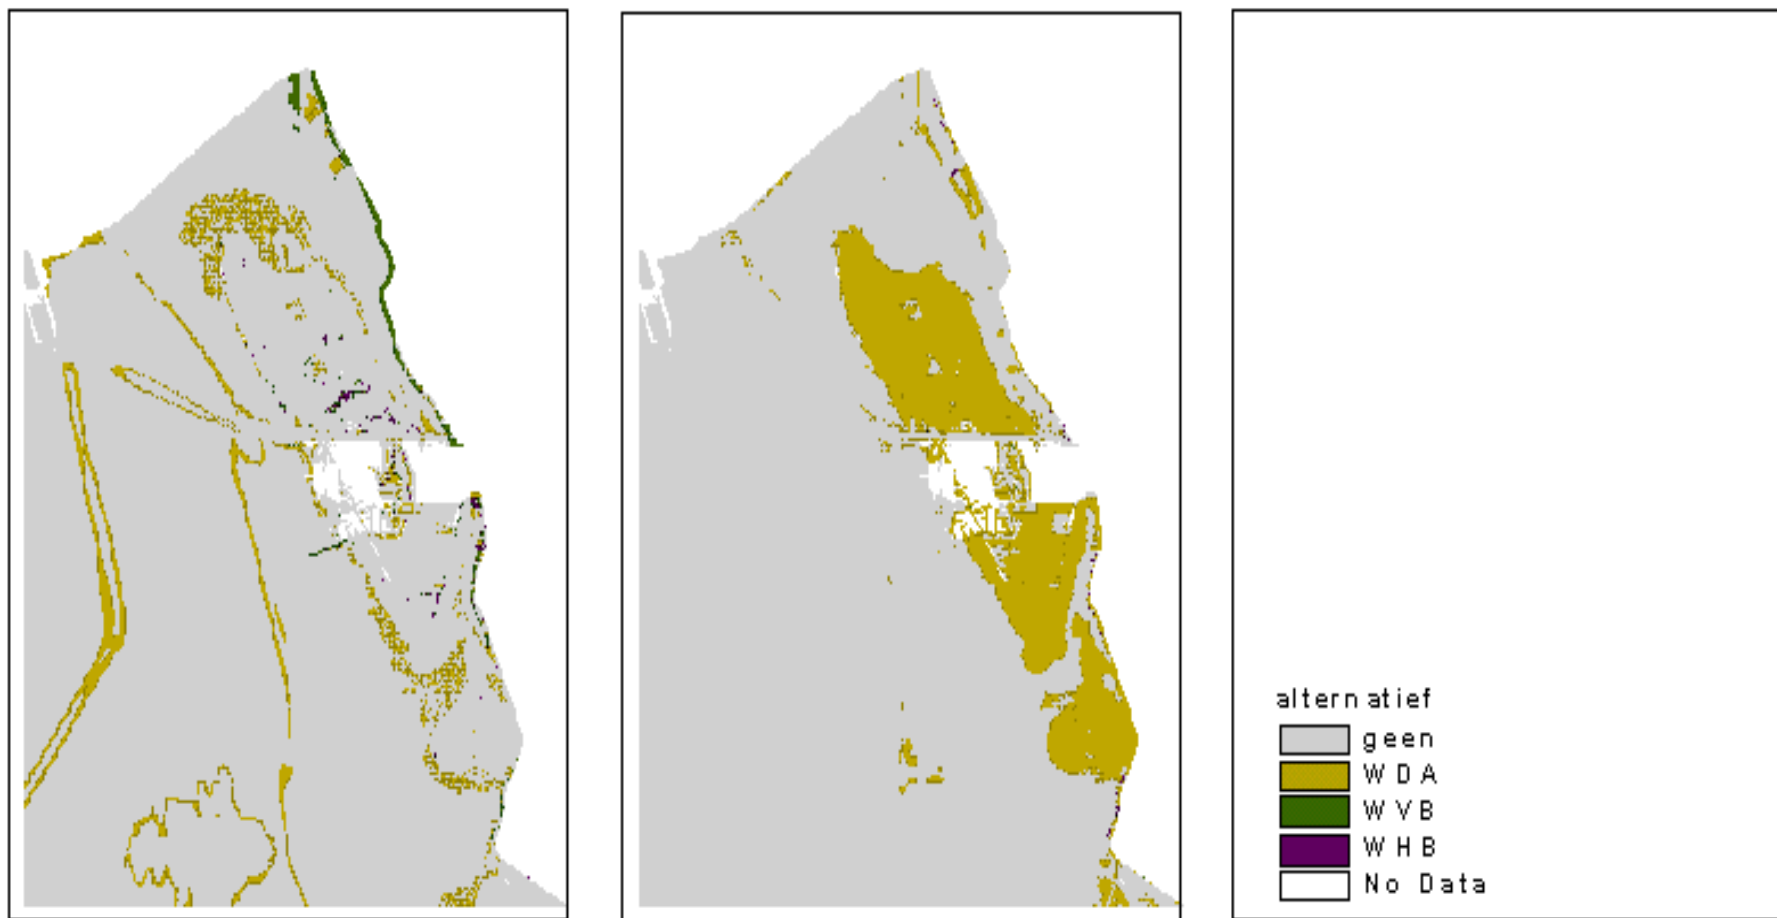 alternatief
geen
WDA
WVB
WHB
No Data